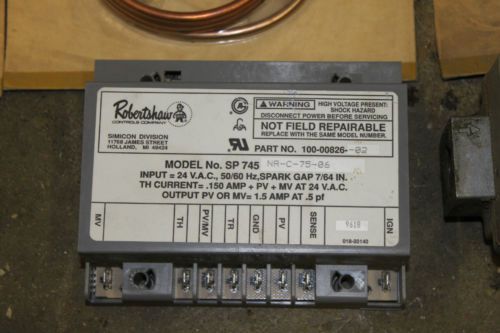 Robertshaw
CONTROLS COMPANY
SIMICON DIVISION
11768 JAMES STREET
HOLLAND, MI 49424
WARNING
HIGH VOLTAGE PRESENT:
SHOCK HAZARD
DISCONNECT POWER BEFORE SERVICING
NOT FIELD REPAIRABLE
REPLACE WITH THE SAME MODEL NUMBER.
PART NO. 100-00826--02
MODEL No. SP 745 NR-C-75-06
INPUT = 24 V.A.C., 50/60 Hz, SPARK GAP 7/64 IN.
TH CURRENT= .150 AMP + PV + MV AT 24 V.A.C.
OUTPUT PV OR MV= 1.5 AMP AT .5 pf
MV
TH
PV/MV
TR
GND
PV
SENSE
9618
IGN